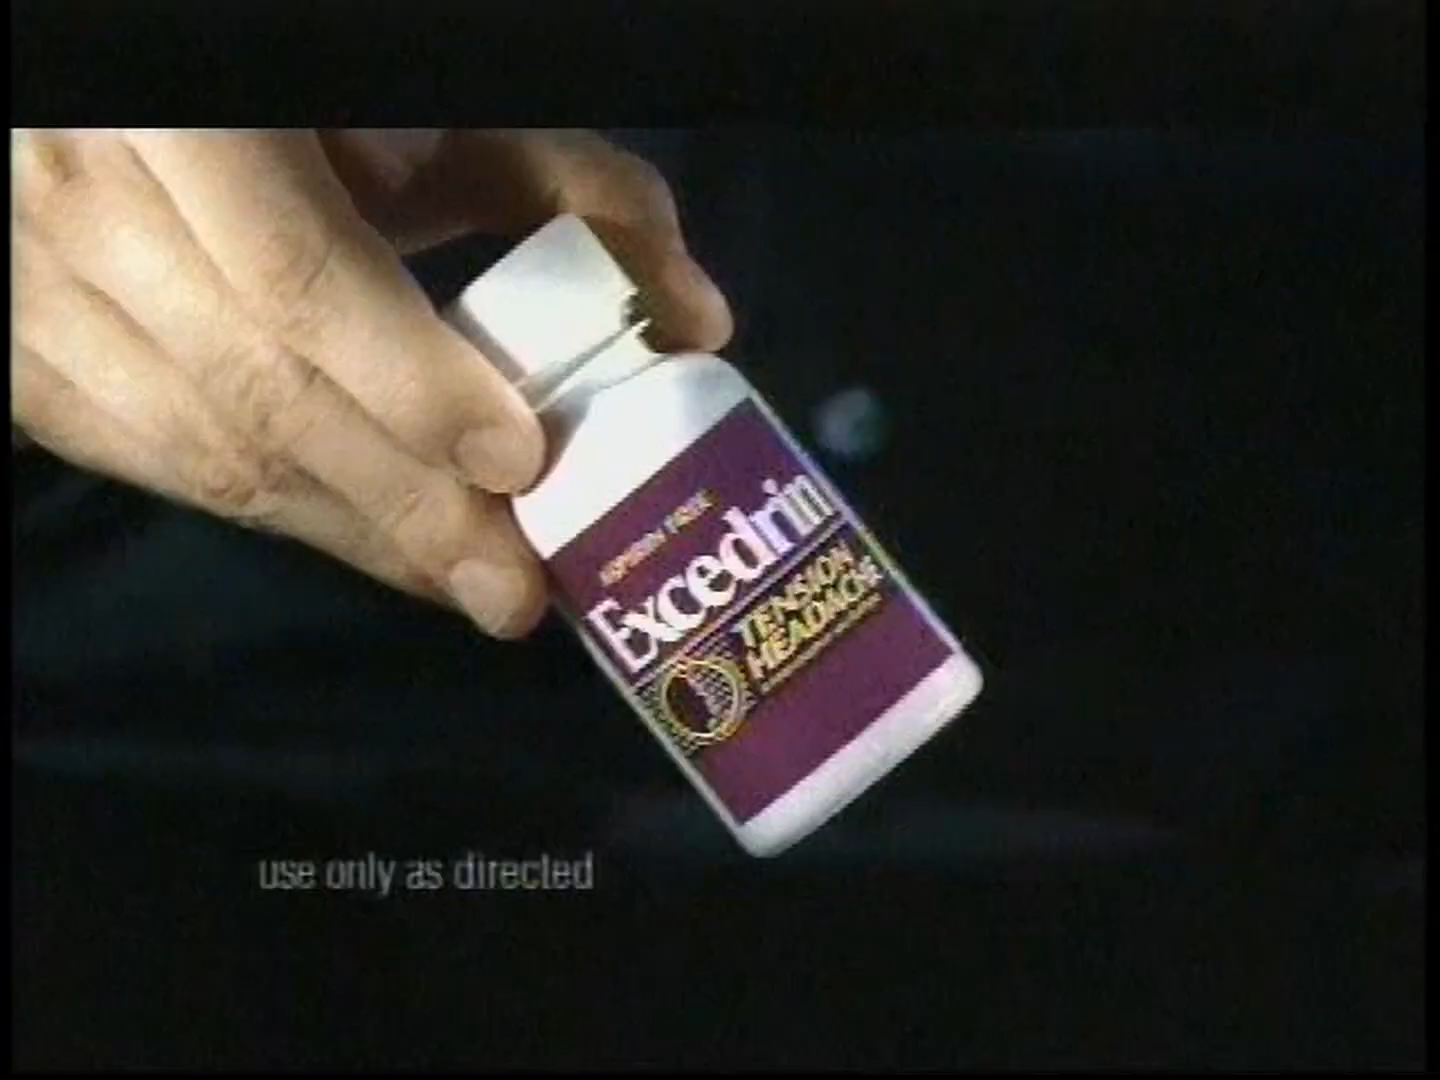 ASPIRIN FREE
Excedrin
TENSION
HEADACHE
use only as directed